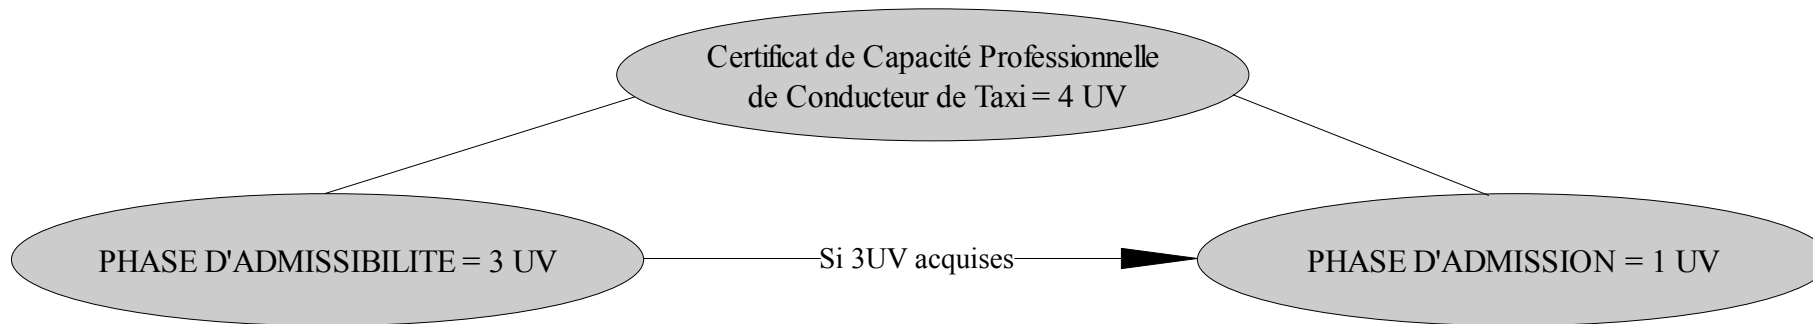 Certificat de Capacité Professionnelle
de Conducteur de Taxi = 4 UV
PHASE D'ADMISSIBILITE = 3 UV
Si 3UV acquises
PHASE D'ADMISSION = 1 UV